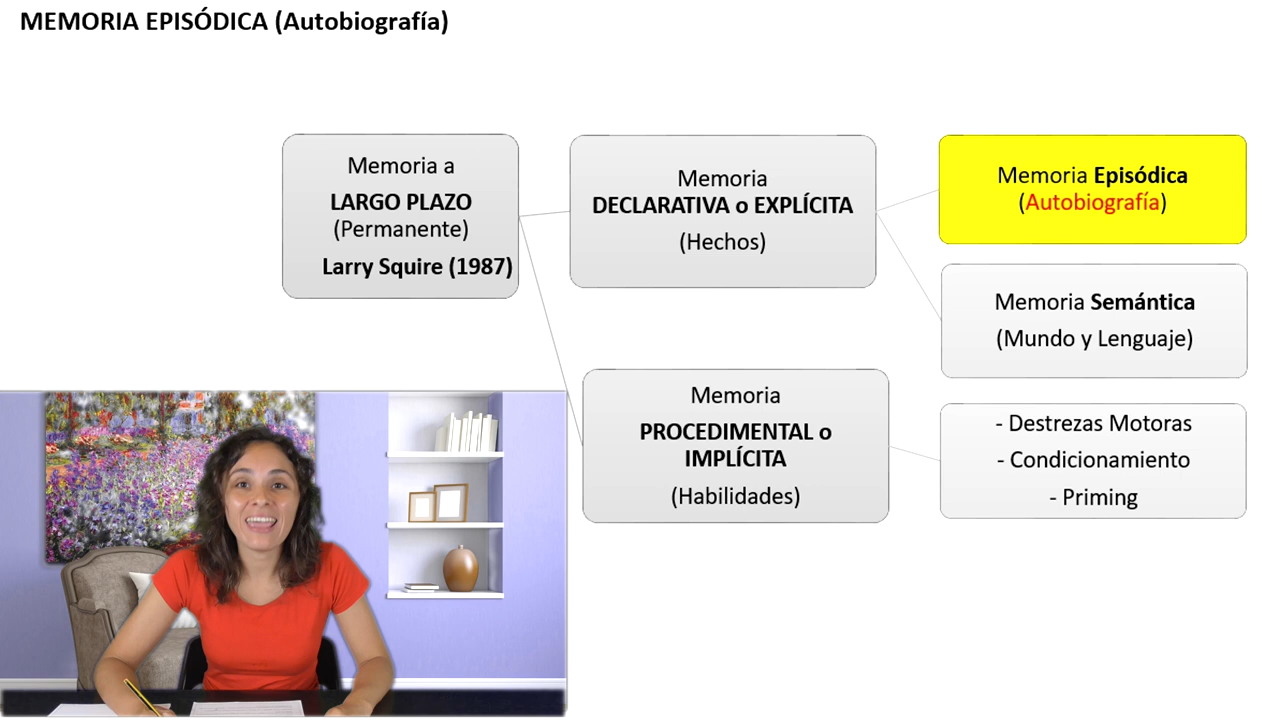 MEMORIA EPISÓDICA (Autobiografía)
Memoria a
LARGO PLAZO
(Permanente)
Larry Squire (1987)
Memoria
DECLARATIVA o EXPLÍCITA
(Hechos)
Memoria Episódica
(Autobiografía)
Memoria Semántica
(Mundo y Lenguaje)
Memoria
PROCEDIMENTAL o
IMPLÍCITA
(Habilidades)
- Destrezas Motoras
- Condicionamiento
- Priming